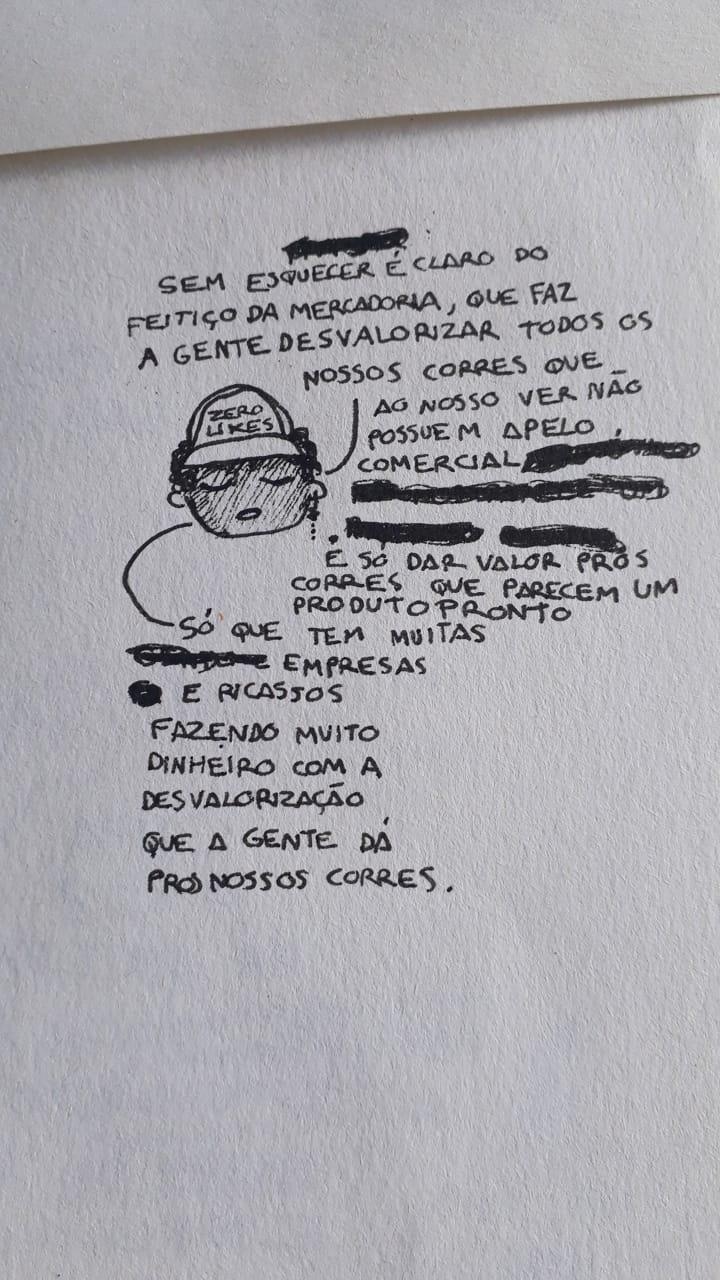 SEM ESQUECER É CLARO DO
FEITIÇO DA MERCADORIA, QUE FAZ
A GENTE DESVALORIZAR TODOS OS
NOSSOS CORRES QUE
AO NOSSO VER NÃO
POSSUEM APELO
COMERCIAL
ZERO
LIKES
E SÓ DAR VALOR PROS
CORRES QUE PARECEM UM
PRODUTO PRONTO
SÓ QUE TEM MUITAS
EMPRESAS
E RICASSOS
FAZENDO MUITO
DINHEIRO COM A
DESVALORIZAÇÃO
QUE A GENTE DÁ
PROS NOSSOS CORRES.